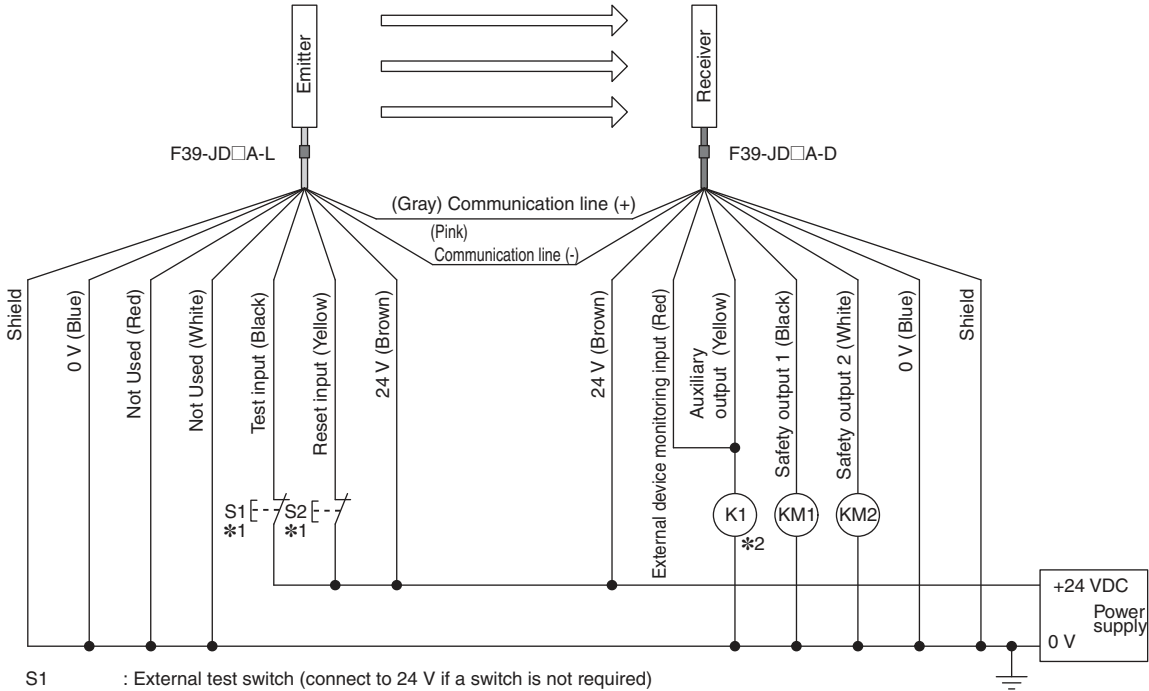 Emitter
Receiver
F39-JD□A-L
F39-JD□A-D
(Gray) Communication line (+)
(Pink)
Communication line (-)
Shield
0 V (Blue)
Not Used (Red)
Not Used (White)
Test input (Black)
Reset input (Yellow)
24 V (Brown)
24 V (Brown)
External device monitoring input (Red)
Auxiliary
output (Yellow)
Safety output 1 (Black)
Safety output 2 (White)
0 V (Blue)
Shield
S1
✽1
S2
✽1
K1
✽2
KM1
KM2
+24 VDC
Power
supply
0 V
S1 : External test switch (connect to 24 V if a switch is not required)